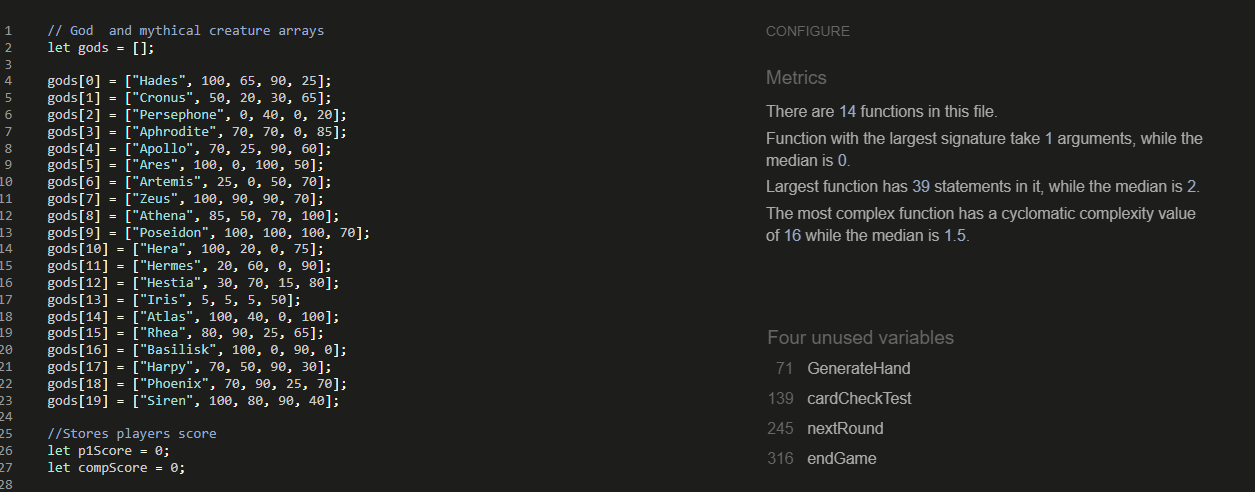 1 // God  and mythical creature arrays
2 let gods = [];
3
4 gods[0] = ["Hades", 100, 65, 90, 25];
5 gods[1] = ["Cronus", 50, 20, 30, 65];
6 gods[2] = ["Persephone", 0, 40, 0, 20];
7 gods[3] = ["Aphrodite", 70, 70, 0, 85];
8 gods[4] = ["Apollo", 70, 25, 90, 60];
9 gods[5] = ["Ares", 100, 0, 100, 50];
10 gods[6] = ["Artemis", 25, 0, 50, 70];
11 gods[7] = ["Zeus", 100, 90, 90, 70];
12 gods[8] = ["Athena", 85, 50, 70, 100];
13 gods[9] = ["Poseidon", 100, 100, 100, 70];
14 gods[10] = ["Hera", 100, 20, 0, 75];
15 gods[11] = ["Hermes", 20, 60, 0, 90];
16 gods[12] = ["Hestia", 30, 70, 15, 80];
17 gods[13] = ["Iris", 5, 5, 5, 50];
18 gods[14] = ["Atlas", 100, 40, 0, 100];
19 gods[15] = ["Rhea", 80, 90, 25, 65];
20 gods[16] = ["Basilisk", 100, 0, 90, 0];
21 gods[17] = ["Harpy", 70, 50, 90, 30];
22 gods[18] = ["Phoenix", 70, 90, 25, 70];
23 gods[19] = ["Siren", 100, 80, 90, 40];
24
25 //Stores players score
26 let p1Score = 0;
27 let compScore = 0;
28
CONFIGURE
Metrics
There are 14 functions in this file.
Function with the largest signature take 1 arguments, while the
median is 0.
Largest function has 39 statements in it, while the median is 2.
The most complex function has a cyclomatic complexity value
of 16 while the median is 1.5.
Four unused variables
71 GenerateHand
139 cardCheckTest
245 nextRound
316 endGame